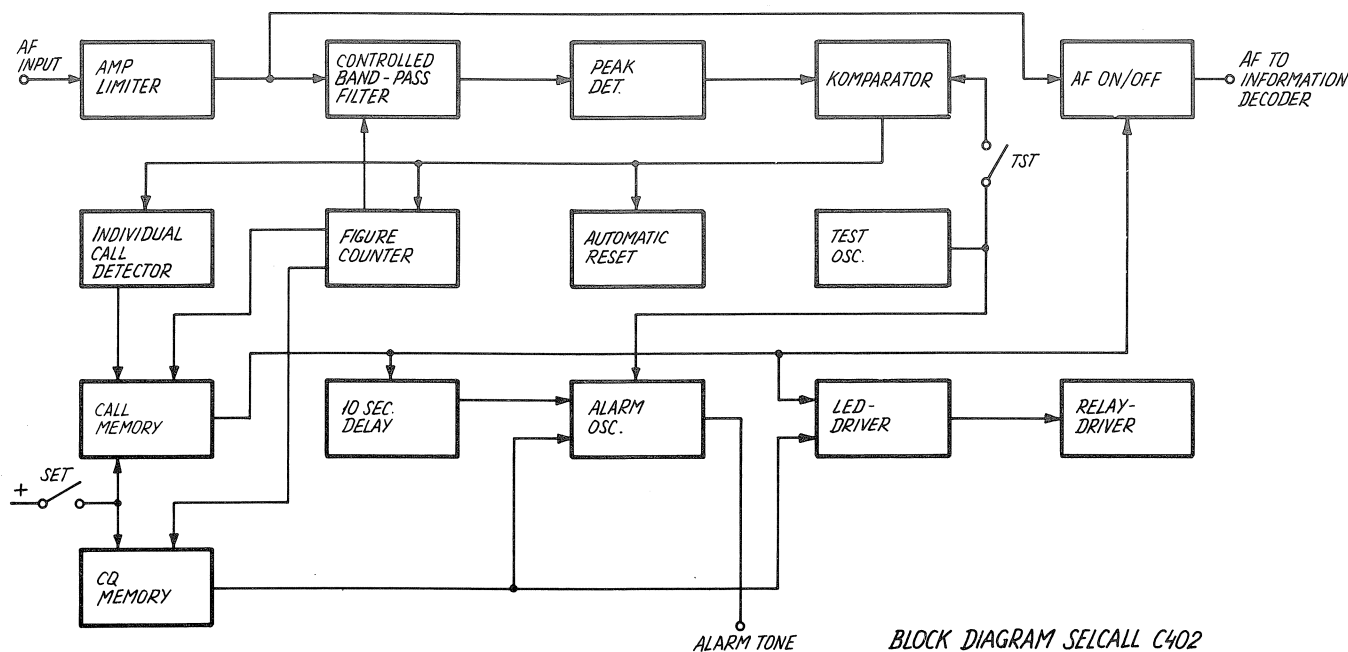 AF
INPUT
AMP
LIMITER
CONTROLLED
BAND-PASS
FILTER
PEAK
DET.
KOMPARATOR
AF ON/OFF
AF TO
INFORMATION
DECODER
TST
INDIVIDUAL
CALL
DETECTOR
FIGURE
COUNTER
AUTOMATIC
RESET
TEST
OSC.
CALL
MEMORY
10 SEC.
DELAY
ALARM
OSC.
LED-
DRIVER
RELAY-
DRIVER
SET
+
CQ
MEMORY
ALARM TONE
BLOCK DIAGRAM SELCALL C402